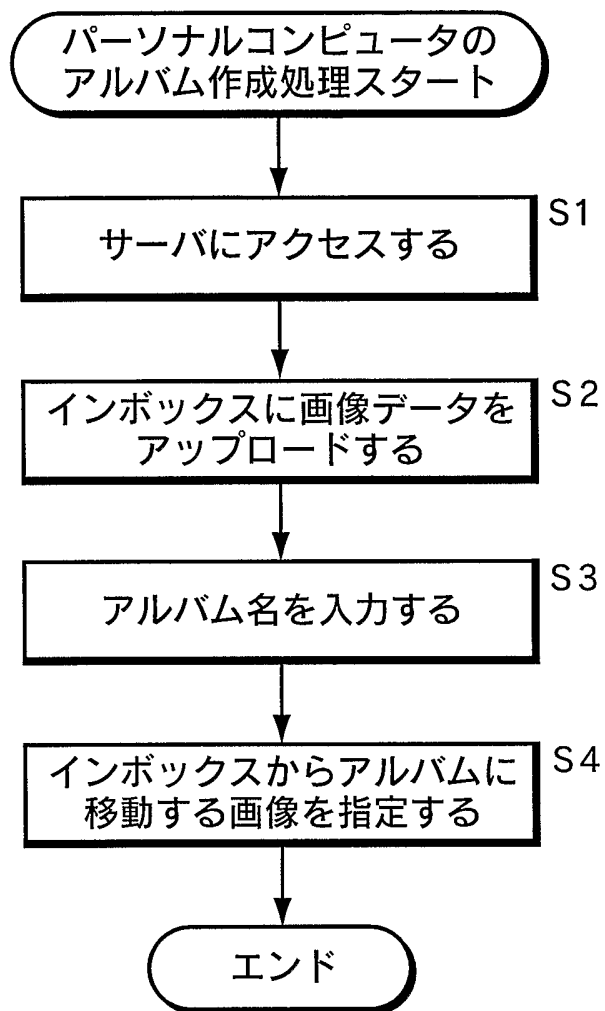 パーソナルコンピュータの
アルバム作成処理スタート
S1
サーバにアクセスする
S2
インボックスに画像データを
アップロードする
S3
アルバム名を入力する
S4
インボックスからアルバムに
移動する画像を指定する
エンド